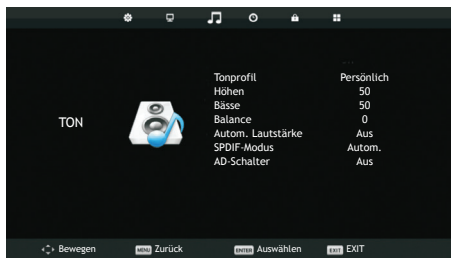 TON
Tonprofil Persönlich
Höhen 50
Bässe 50
Balance 0
Autom. Lautstärke Aus
SPDIF-Modus Autom.
AD-Schalter Aus
Bewegen MENU Zurück ENTER Auswählen EXIT EXIT